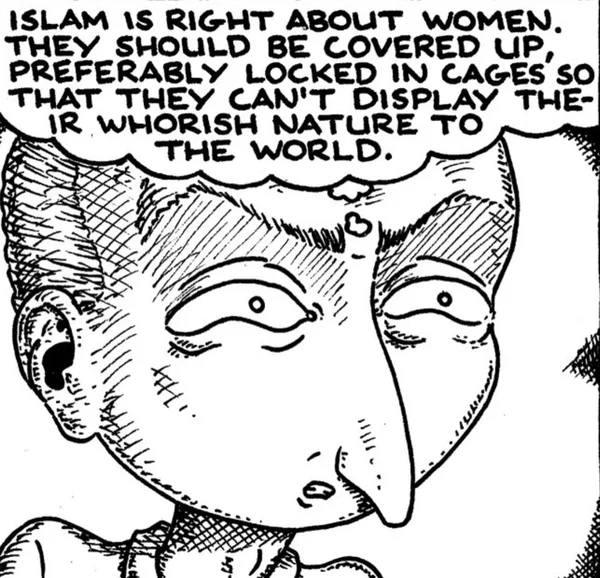 ISLAM IS RIGHT ABOUT WOMEN.
THEY SHOULD BE COVERED UP,
PREFERABLY LOCKED IN CAGES SO
THAT THEY CAN'T DISPLAY THE-
IR WHORISH NATURE TO
THE WORLD.